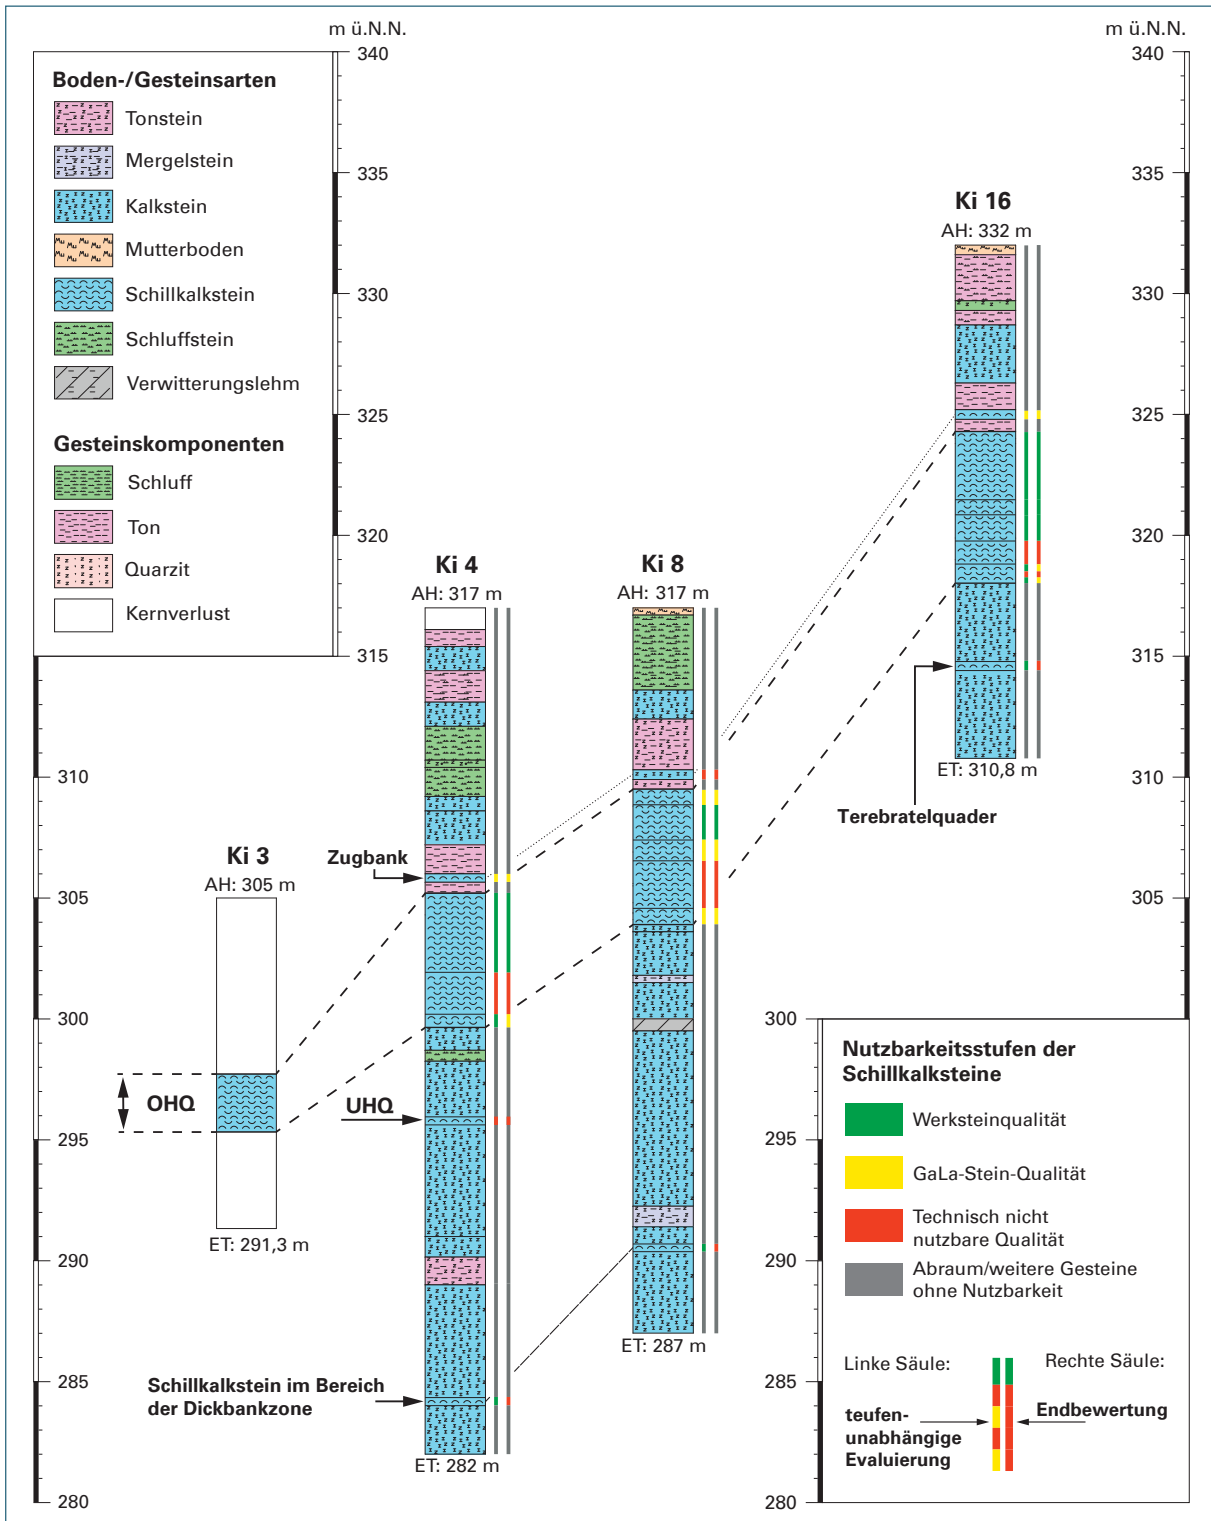 m ü.N.N.
m ü.N.N.
340
335
330
325
320
315
310
305
300
295
290
285
280
340
335
330
325
320
315
310
305
300
295
290
285
280
Boden-/Gesteinsarten
Tonstein
Mergelstein
Kalkstein
Mutterboden
Schillkalkstein
Schluffstein
Verwitterungslehm
Gesteinskomponenten
Schluff
Ton
Quarzit
Kernverlust
Ki 16
AH: 332 m
ET: 310,8 m
Terebratelquader
Ki 4
AH: 317 m
ET: 282 m
Ki 8
AH: 317 m
ET: 287 m
Zugbank
Ki 3
AH: 305 m
ET: 291,3 m
OHQ
UHQ
Schillkalkstein im Bereich
der Dickbankzone
Nutzbarkeitsstufen der
Schillkalksteine
Werksteinqualität
GaLa-Stein-Qualität
Technisch nicht
nutzbare Qualität
Abraum/weitere Gesteine
ohne Nutzbarkeit
Linke Säule:
Rechte Säule:
teufen-
unabhängige
Evaluierung
Endbewertung